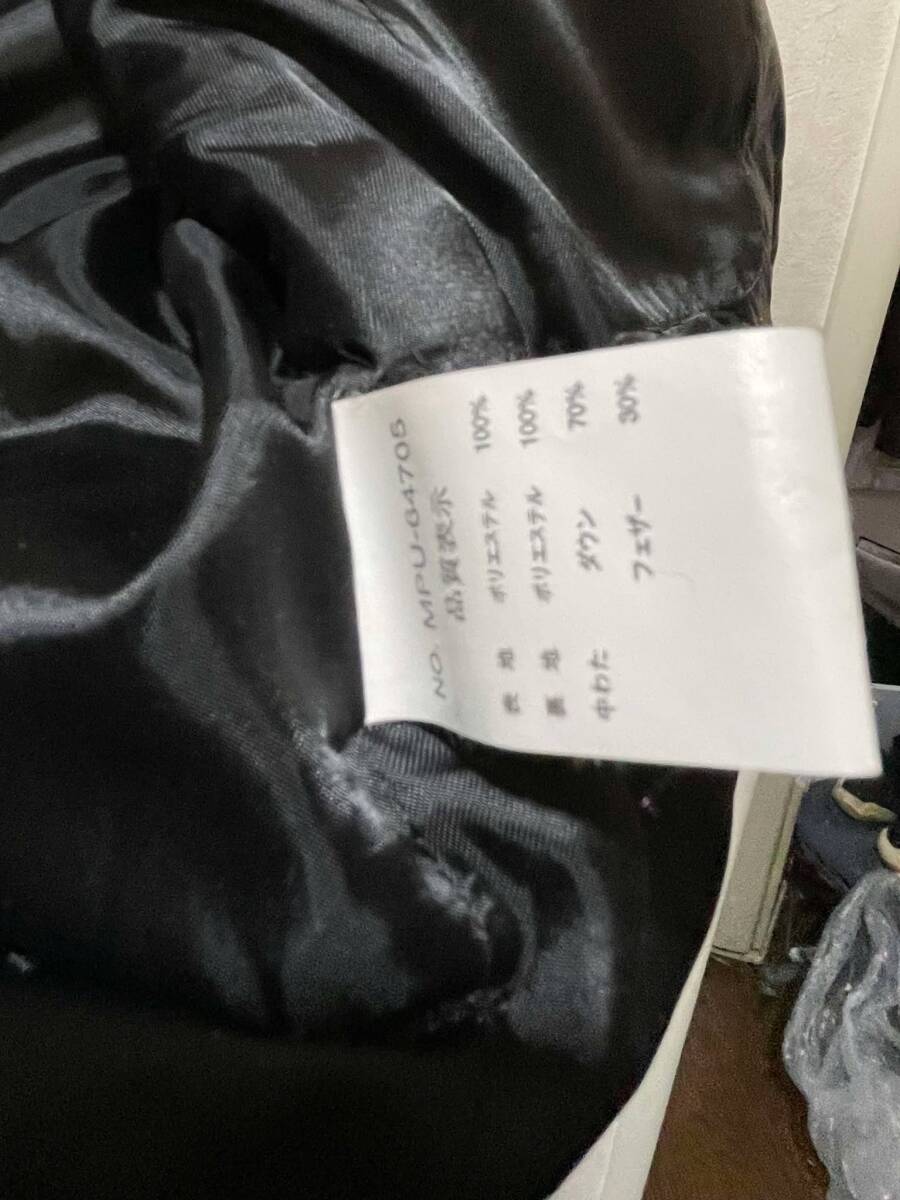 NO. MPU-G4705
品質表示
表 地 ポリエステル 100%
裏 地 ポリエステル 100%
中わた ダウン 70%
フェザー 30%